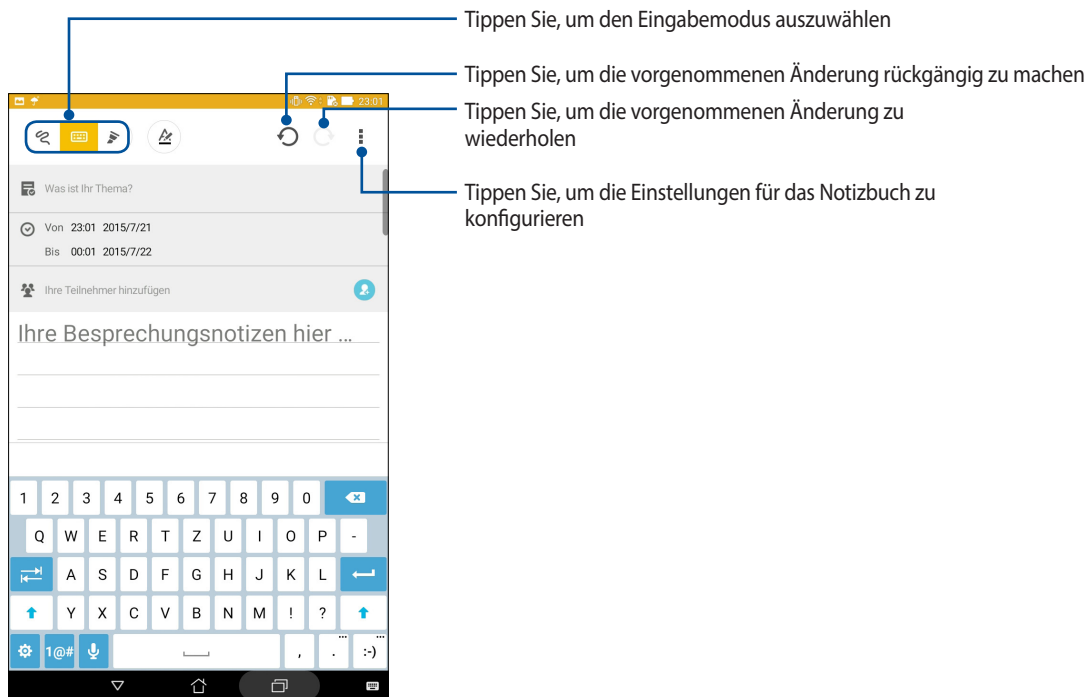 Tippen Sie, um den Eingabemodus auszuwählen
Tippen Sie, um die vorgenommenen Änderung rückgängig zu machen
Tippen Sie, um die vorgenommenen Änderung zu
wiederholen
Tippen Sie, um die Einstellungen für das Notizbuch zu
konfigurieren
23:01
Was ist Ihr Thema?
Von 23:01 2015/7/21
Bis 00:01 2015/7/22
Ihre Teilnehmer hinzufügen
Ihre Besprechungsnotizen hier ...
1 2 3 4 5 6 7 8 9 0
Q W E R T Z U I O P -
A S D F G H J K L
Y X C V B N M ! ?
1@# , . ... :-) ...